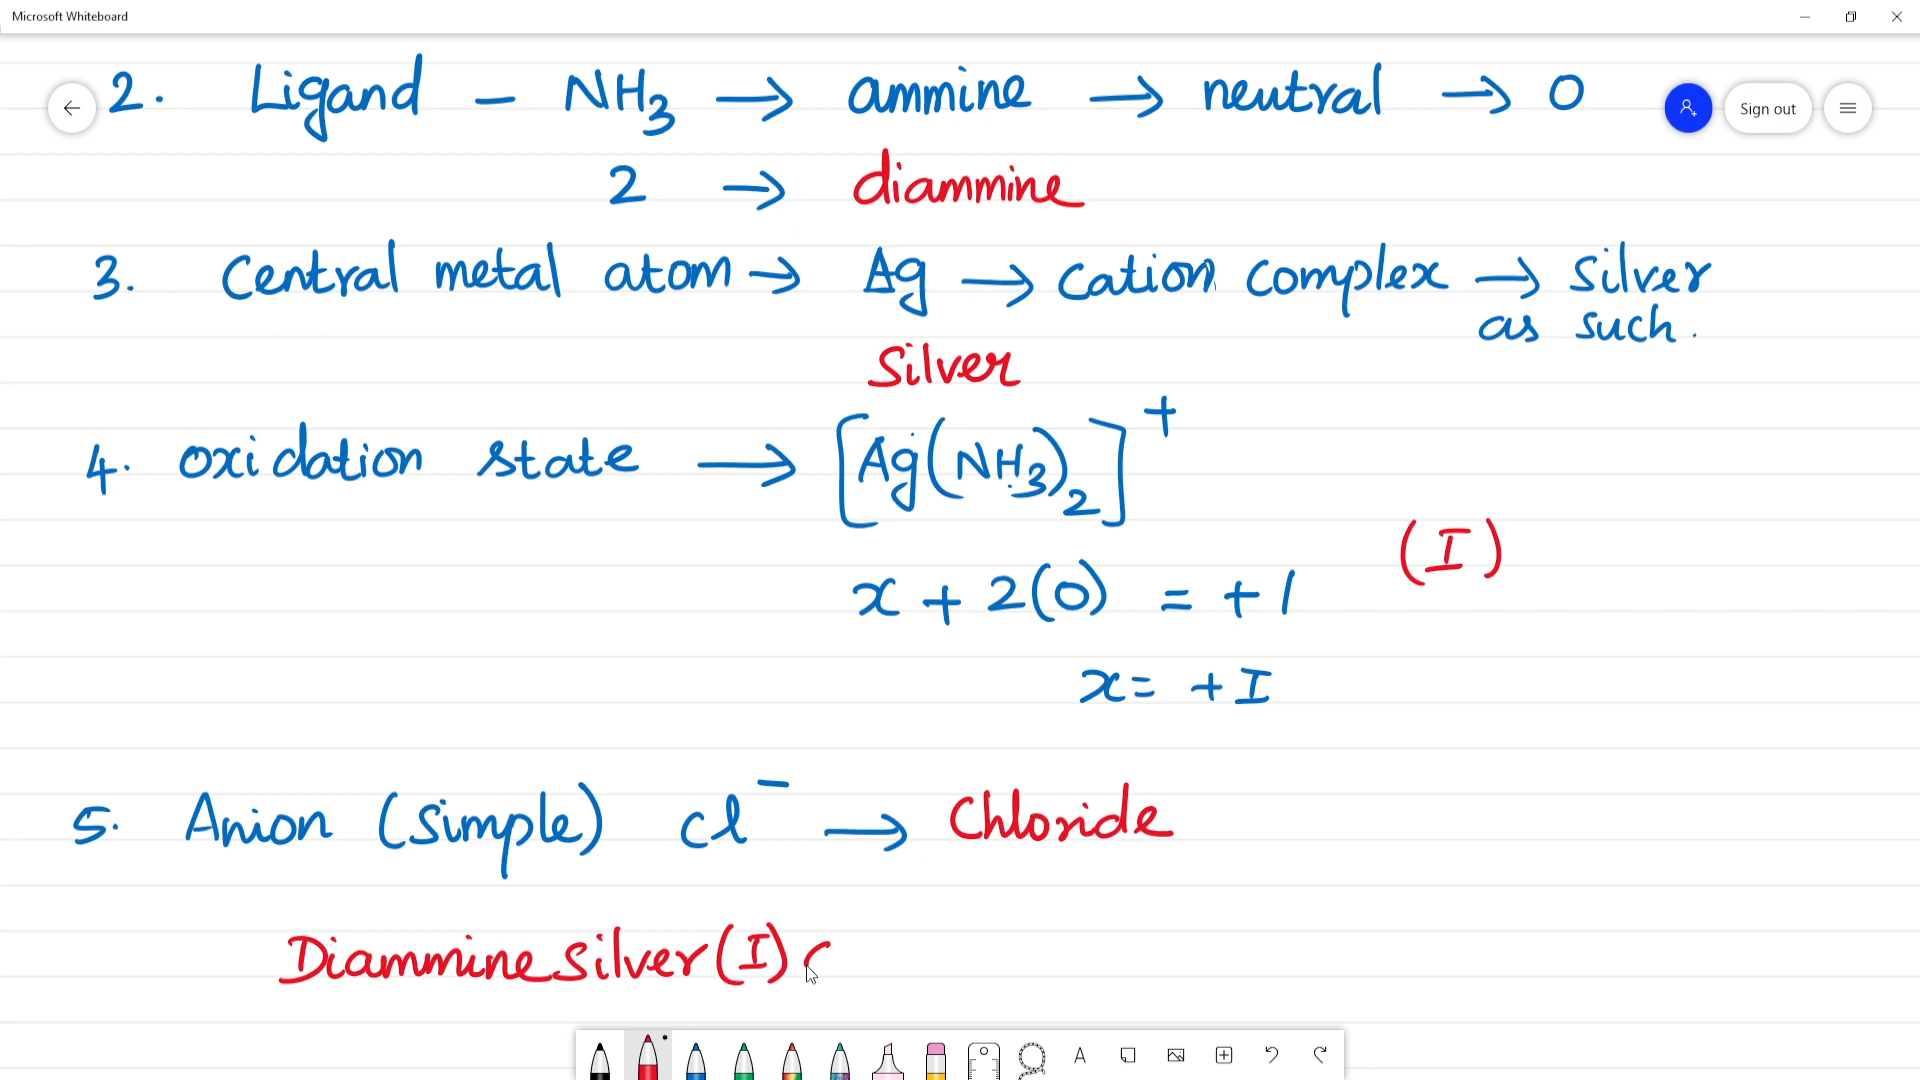 Microsoft Whiteboard
2. Ligand - NH3 → ammine → neutral → 0
Sign out
2 → diammine
3. Central metal atom → Ag → cation complex → silver
as such.
silver
4. oxidation state → [Ag(NH3)2]+
(I)
x + 2(0) = +1
x = +I
5. Anion (simple) cl- → Chloride
Diammine silver (I) c